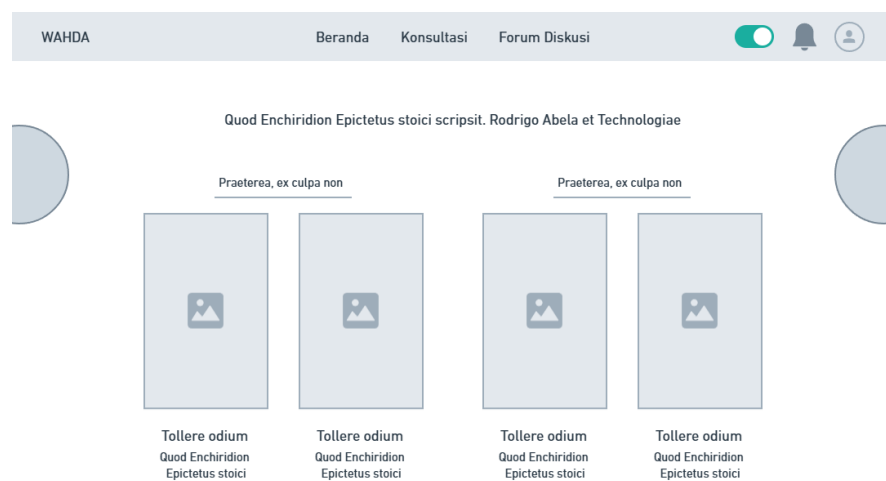 WAHDA Beranda Konsultasi Forum Diskusi
Quod Enchiridion Epictetus stoici scripsit. Rodrigo Abela et Technologiae
Praeterea, ex culpa non
Praeterea, ex culpa non
Tollere odium
Quod Enchiridion
Epictetus stoici
Tollere odium
Quod Enchiridion
Epictetus stoici
Tollere odium
Quod Enchiridion
Epictetus stoici
Tollere odium
Quod Enchiridion
Epictetus stoici